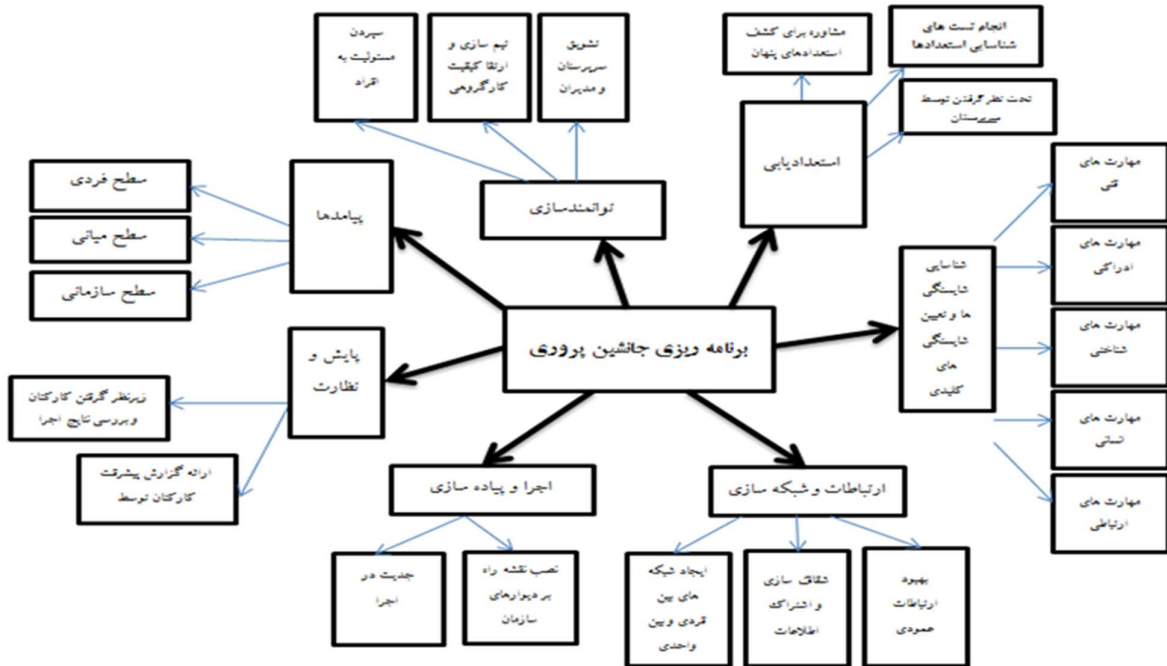 سپردن
مسئولیت به
افراد
تیم سازی و
ارتقا کیفیت
کارگروهی
تشویق
سرپرستان
و مدیران
مشاوره برای کشف
استعدادهای پنهان
انجام تست های
شناسایی استعدادها
تحت نظر گرفتن توسط
سرپرستان
استعدادیابی
توانمندسازی
پیامدها
سطح فردی
سطح میانی
سطح سازمانی
مهارت های
فنی
مهارت های
ادراکی
مهارت های
شناختی
مهارت های
انسانی
مهارت های
ارتباطی
شناسایی
شایستگی
ها و تعیین
شایستگی
های
کلیدی
برنامه ریزی جانشین پروری
پایش و
نظارت
زیرنظر گرفتن کارکنان
و بررسی نتایج اجرا
ارائه گزارش پیشرفت
کارکنان توسط
اجرا و پیاده سازی
ارتباطات و شبکه سازی
جدیت در
اجرا
نصب نقشه راه
بر دیوارهای
سازمان
ایجاد شبکه
های بین
فردی و بین
واحدی
شفاف سازی
و اشتراک
اطلاعات
بهبود
ارتباطات
عمودی